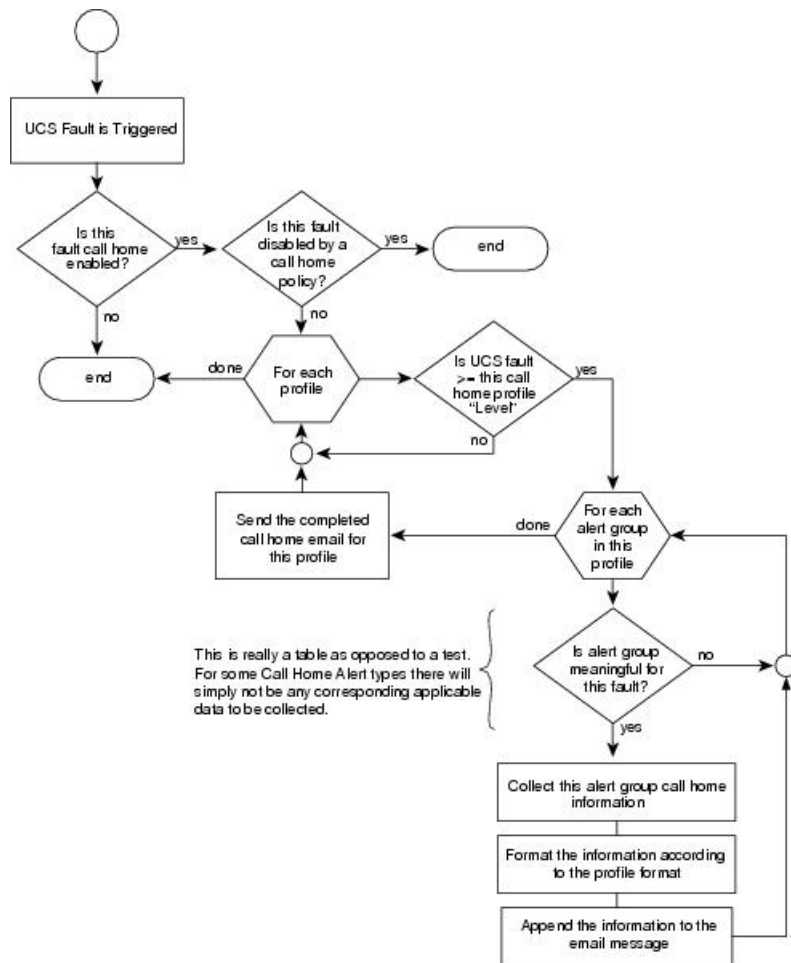 UCS Fault is Triggered
Is this
fault call home
enabled?
yes
Is this fault
disabled by a
call home
policy?
yes
end
no
no
end
done
For each
profile
Is UCS fault
>= this call
home profile
"Level"
yes
no
Send the completed
call home email for
this profile
done
For each
alert group
in this
profile
This is really a table as opposed to a test.
For some Call Home Alert types there will
simply not be any corresponding applicable
data to be collected.
Is alert group
meaningful for
this fault?
no
yes
Collect this alert group call home
information
Format the information according
to the profile format
Append the information to the
email message